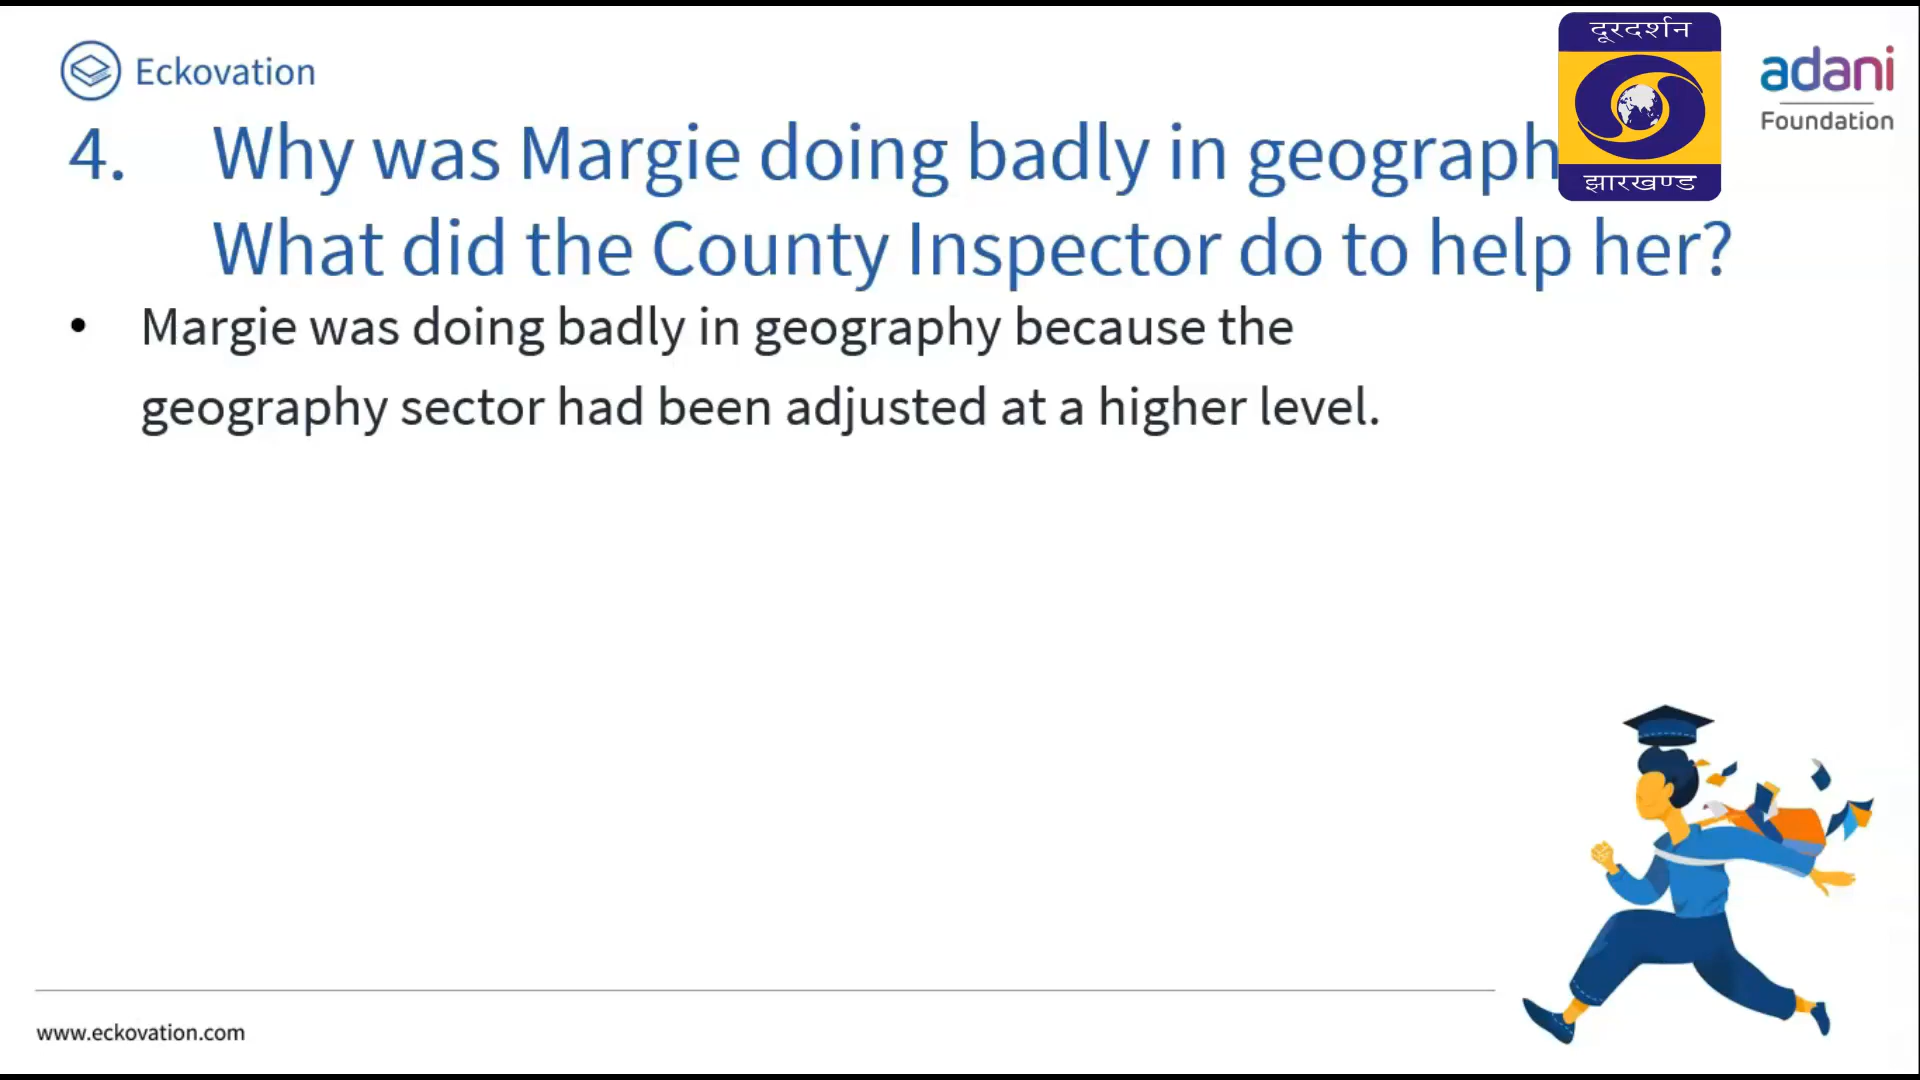 Eckovation
दूरदर्शन
झारखण्ड
adani
Foundation
4. Why was Margie doing badly in geograph
What did the County Inspector do to help her?
• Margie was doing badly in geography because the
geography sector had been adjusted at a higher level.
www.eckovation.com